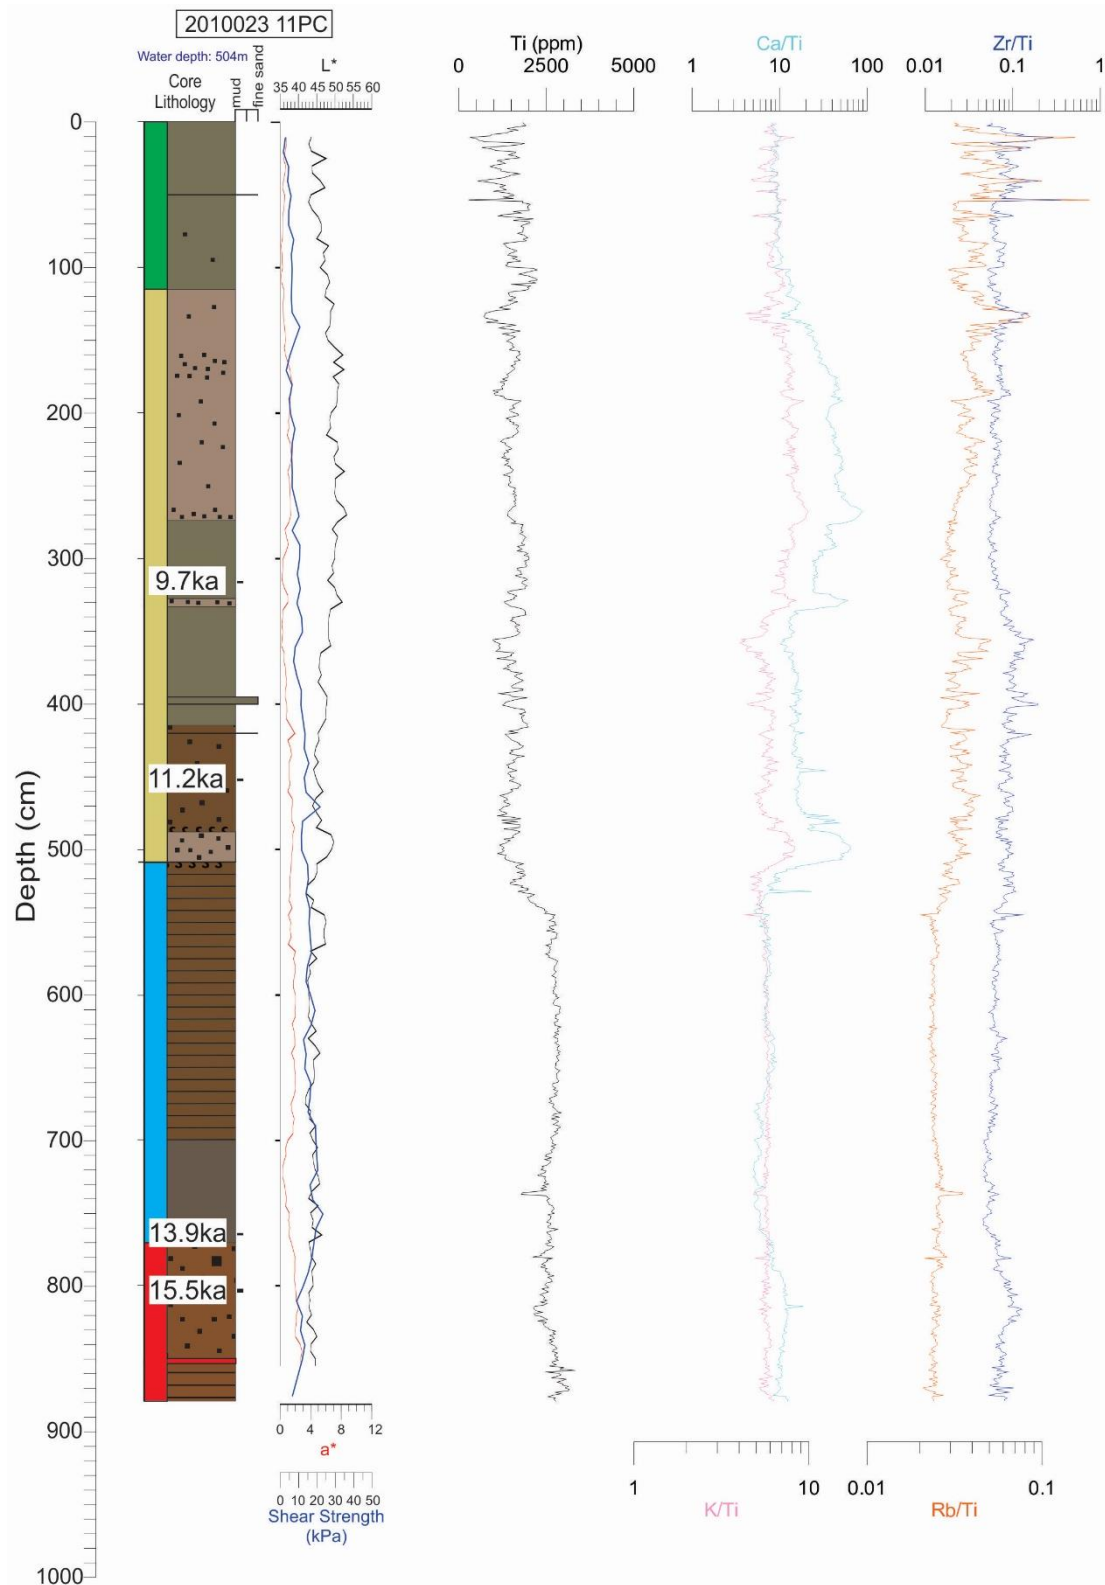 2010023 11PC
Water depth: 504m
Core
Lithology
mud
fine sand
L*
35 40 45 50 55 60
Ti (ppm)
0 2500 5000
Ca/Ti
1 10 100
Zr/Ti
0.01 0.1 1
Depth (cm)
0
100
200
300
400
500
600
700
800
900
1000
9.7ka
11.2ka
13.9ka
15.5ka
s s s s s
s s s s s
0 4 8 12
a*
0 10 20 30 40 50
Shear Strength
(kPa)
1 10
K/Ti
0.01 0.1
Rb/Ti